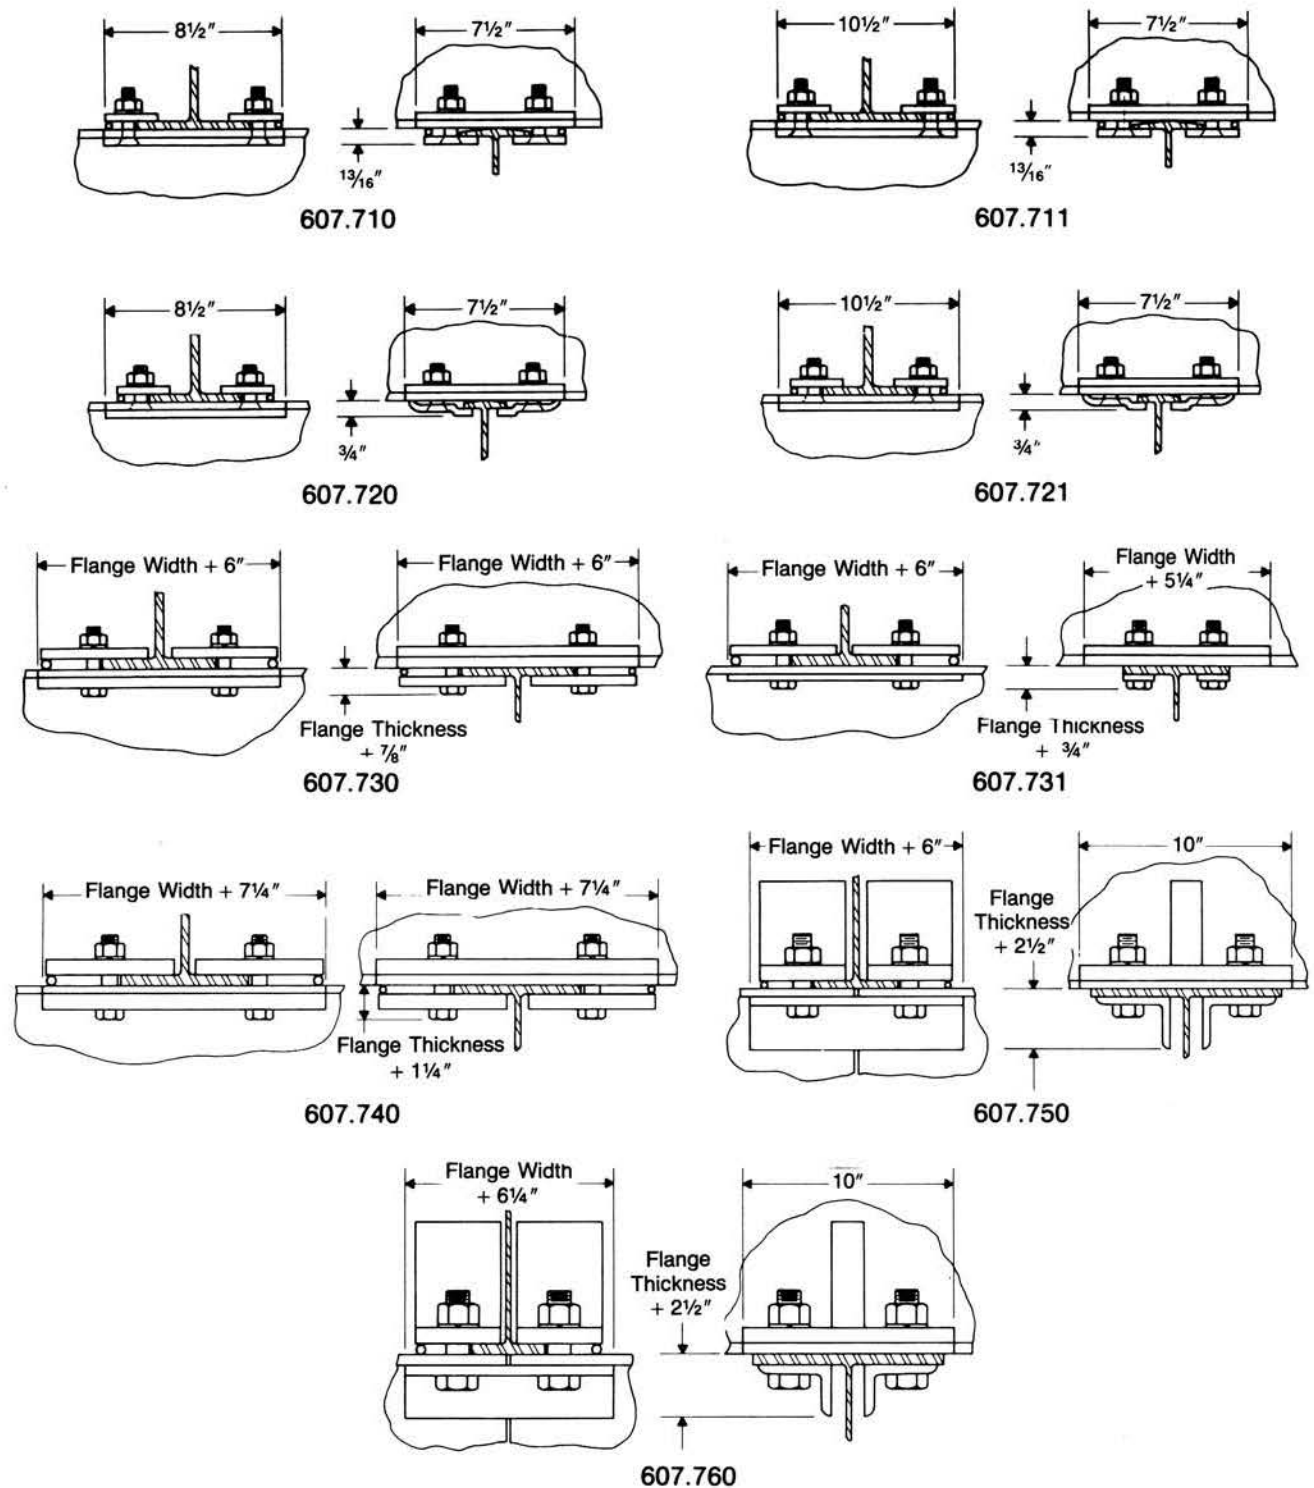 8½″
7½″
13/16″
607.710
10½″
7½″
13/16″
607.711
8½″
7½″
3/4″
607.720
10½″
7½″
3/4″
607.721
Flange Width + 6″
Flange Width + 6″
Flange Thickness
+ 7/8″
607.730
Flange Width + 6″
Flange Width
+ 5¼″
Flange Thickness
+ 3/4″
607.731
Flange Width + 7¼″
Flange Width + 7¼″
Flange Thickness
+ 1¼″
607.740
Flange Width + 6″
10″
Flange
Thickness
+ 2½″
607.750
Flange Width
+ 6¼″
10″
Flange
Thickness
+ 2½″
607.760